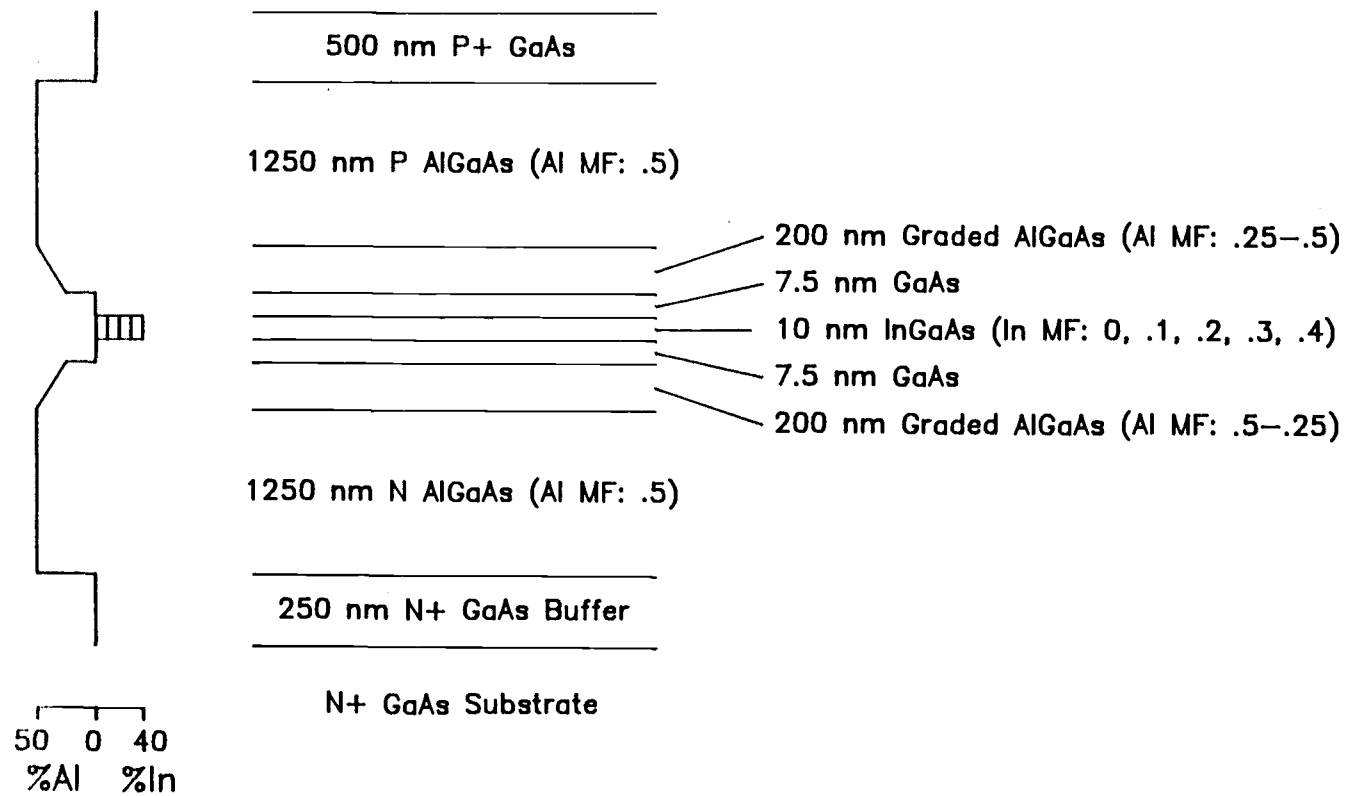 500 nm P+ GaAs
1250 nm P AlGaAs (Al MF: .5)
200 nm Graded AlGaAs (Al MF: .25–.5)
7.5 nm GaAs
10 nm InGaAs (In MF: 0, .1, .2, .3, .4)
7.5 nm GaAs
200 nm Graded AlGaAs (Al MF: .5–.25)
1250 nm N AlGaAs (Al MF: .5)
250 nm N+ GaAs Buffer
N+ GaAs Substrate
50 0 40
%Al %In